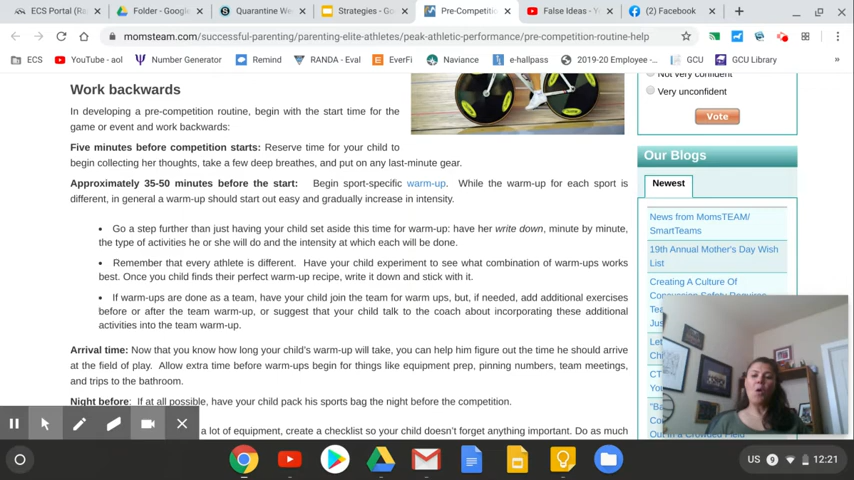 ECS Portal (Ra
Folder - Google
Quarantine We
Strategies - Go
Pre-Competiti
False Ideas - Y
(2) Facebook
momsteam.com/successful-parenting/parenting-elite-athletes/peak-athletic-performance/pre-competition-routine-help
ECS
YouTube - aol
Number Generator
Remind
RANDA - Eval
EverFi
Naviance
e-hallpass
2019-20 Employee -...
GCU
GCU Library
»
Work backwards
In developing a pre-competition routine, begin with the start time for the
game or event and work backwards:
Five minutes before competition starts: Reserve time for your child to
begin collecting her thoughts, take a few deep breathes, and put on any last-minute gear.
Approximately 35-50 minutes before the start: Begin sport-specific warm-up. While the warm-up for each sport is
different, in general a warm-up should start out easy and gradually increase in intensity.
• Go a step further than just having your child set aside this time for warm-up: have her write down, minute by minute,
the type of activities he or she will do and the intensity at which each will be done.
• Remember that every athlete is different. Have your child experiment to see what combination of warm-ups works
best. Once you child finds their perfect warm-up recipe, write it down and stick with it.
• If warm-ups are done as a team, have your child join the team for warm ups, but, if needed, add additional exercises
before or after the team warm-up, or suggest that your child talk to the coach about incorporating these additional
activities into the team warm-up.
Arrival time: Now that you know how long your child's warm-up will take, you can help him figure out the time he should arrive
at the field of play. Allow extra time before warm-ups begin for things like equipment prep, pinning numbers, team meetings,
and trips to the bathroom.
Night before: If at all possible, have your child pack his sports bag the night before the competition.
a lot of equipment, create a checklist so your child doesn't forget anything important. Do as much
Not very confident
Very unconfident
Vote
Our Blogs
Newest
News from MomsTEAM/
SmartTeams
19th Annual Mother's Day Wish
List
Creating A Culture Of
Concussion Safety Requires
Tea
Jus
Let
Chi
CT
You
"Ba
Co
Out In a Crowded Field
US
9
12:21